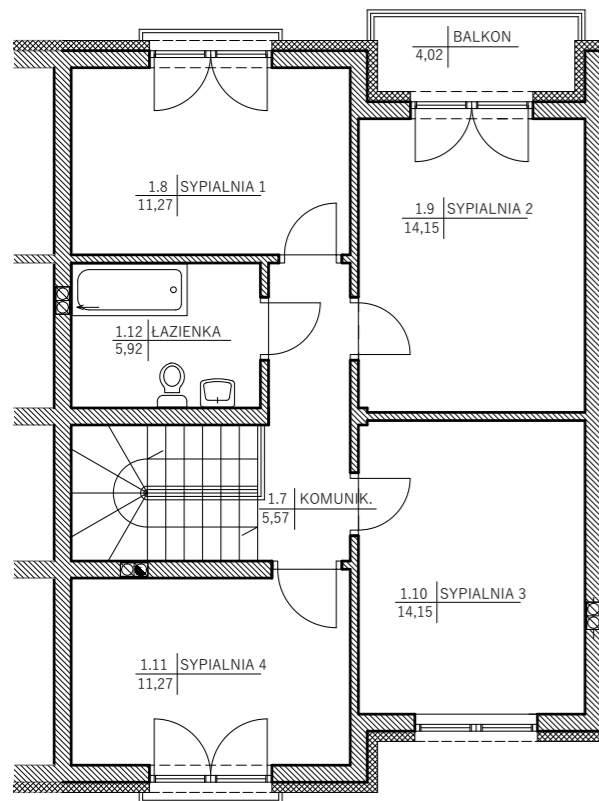 BALKON
4,02
1.8 SYPIALNIA 1
11,27
1.9 SYPIALNIA 2
14,15
1.12 ŁAZIENKA
5,92
1.7 KOMUNIK.
5,57
1.10 SYPIALNIA 3
14,15
1.11 SYPIALNIA 4
11,27